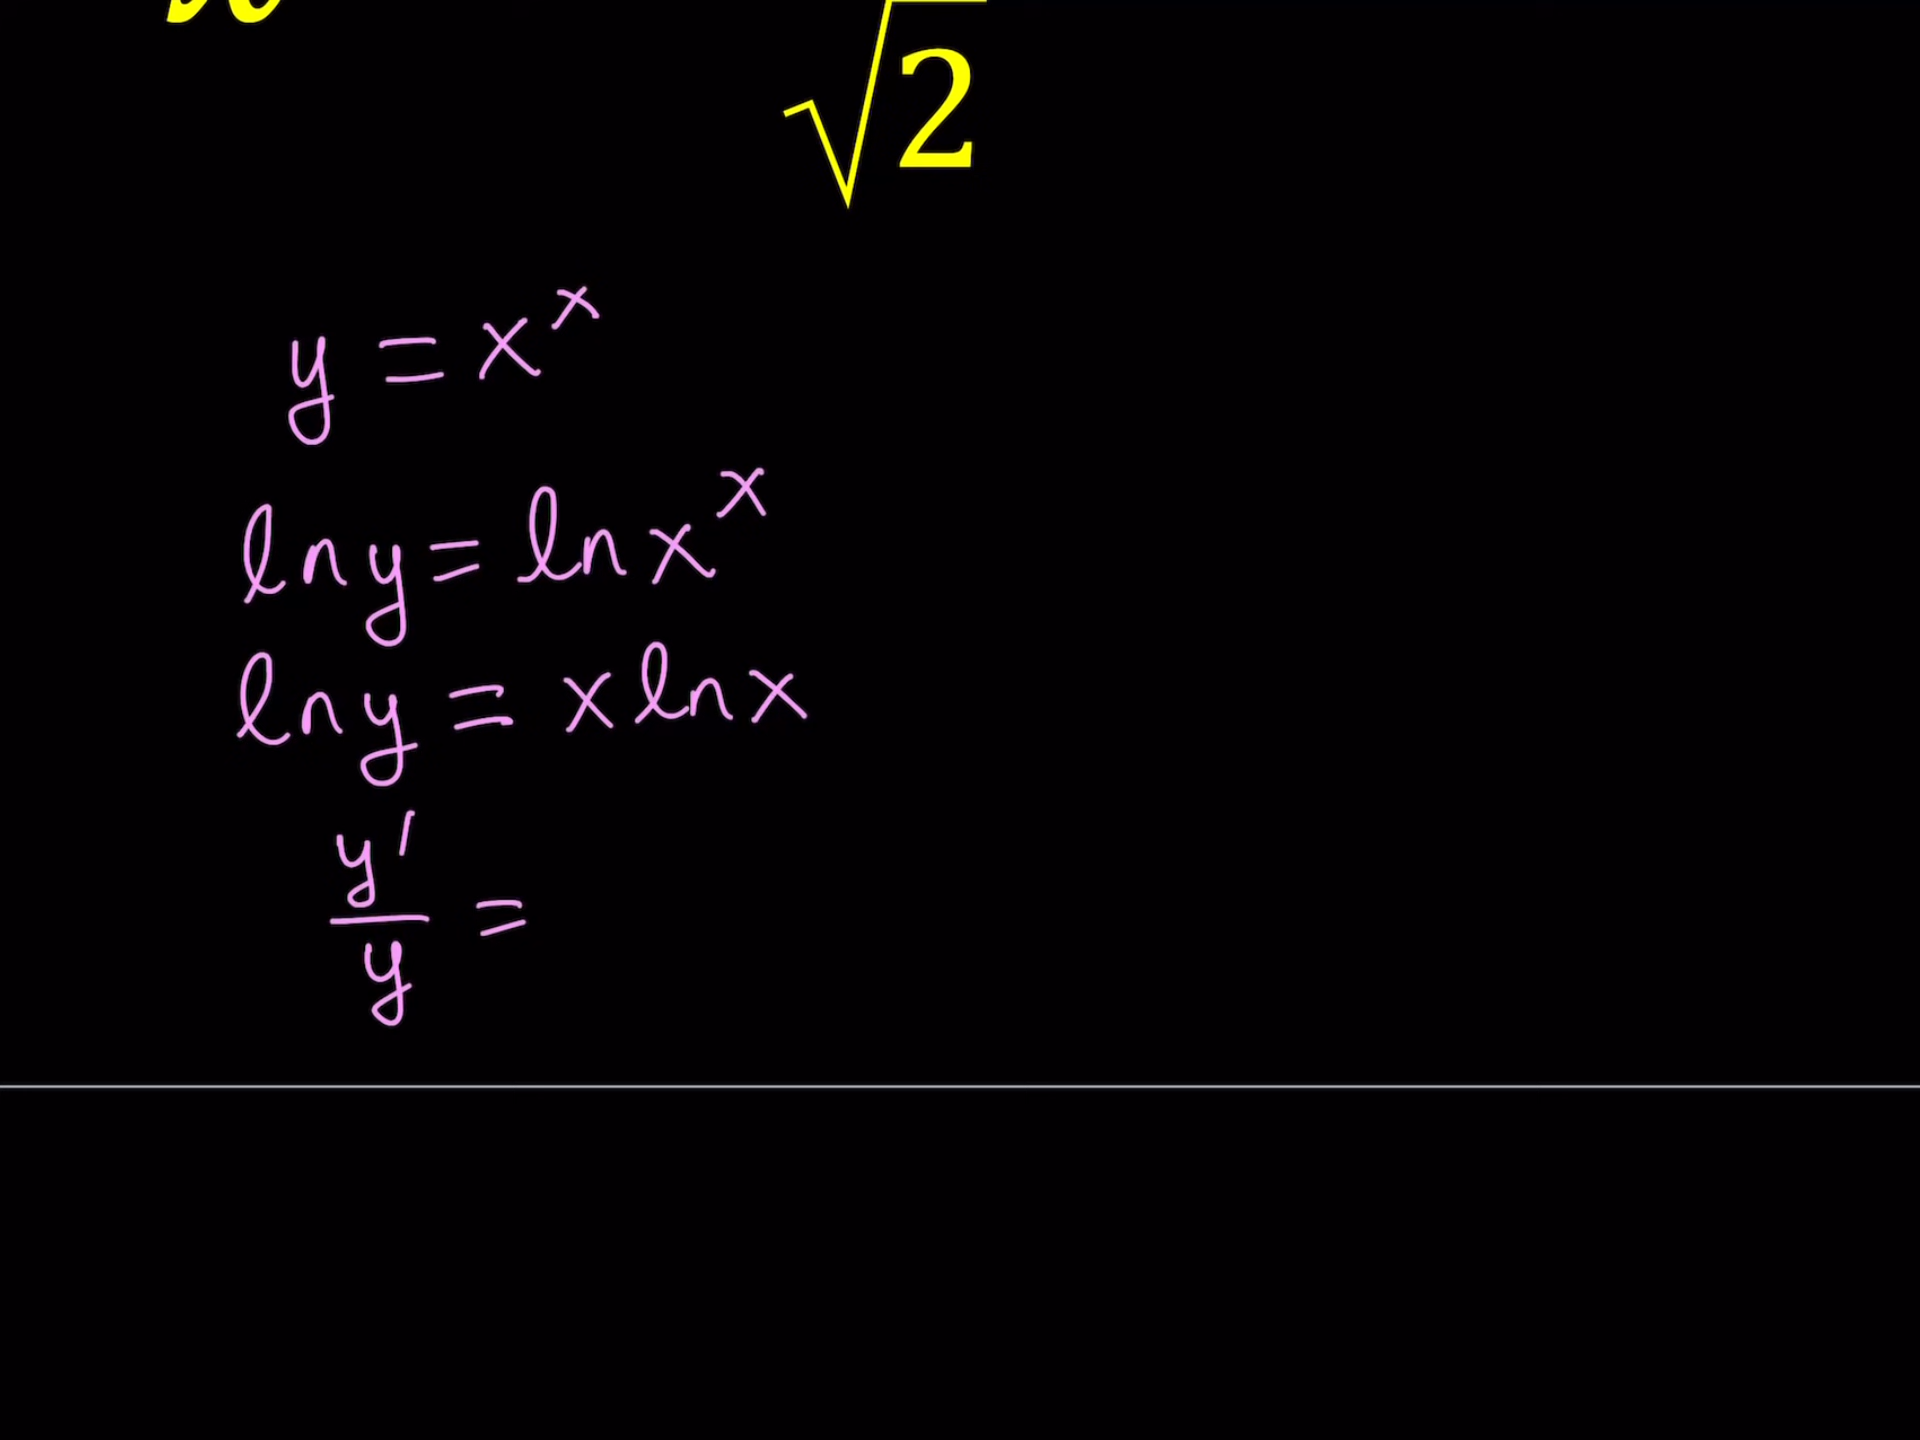 √2
y = x^x
ln y = ln x^x
ln y = x ln x
y'/y =